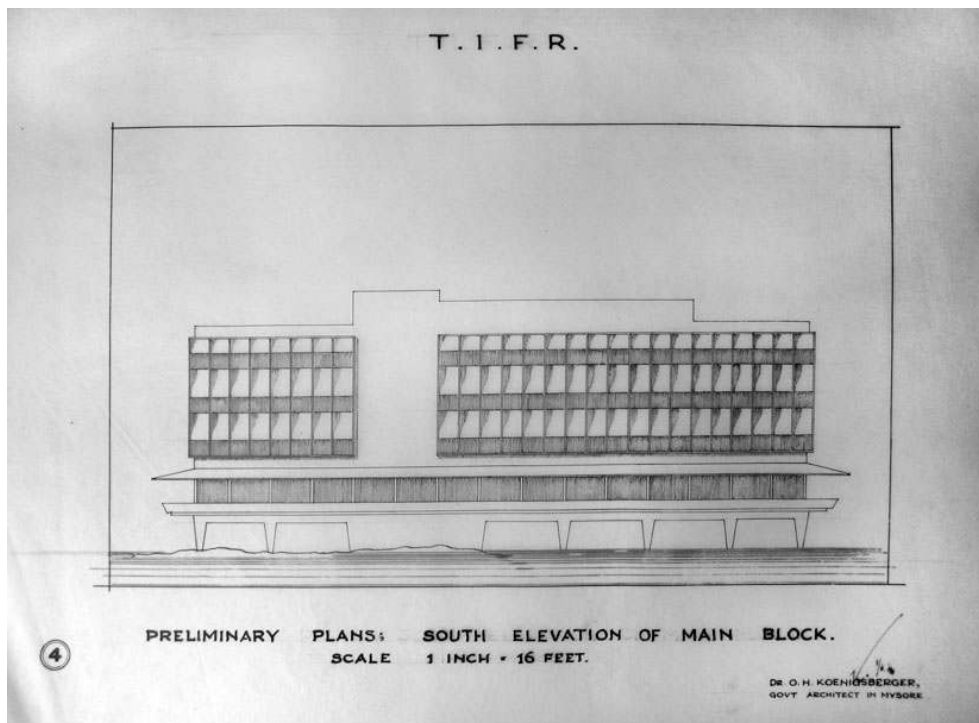 T. I. F. R.
PRELIMINARY PLANS: SOUTH ELEVATION OF MAIN BLOCK.
SCALE 1 INCH = 16 FEET.
4
DR. O. H. KOENIGSBERGER,
GOVT ARCHITECT IN MYSORE